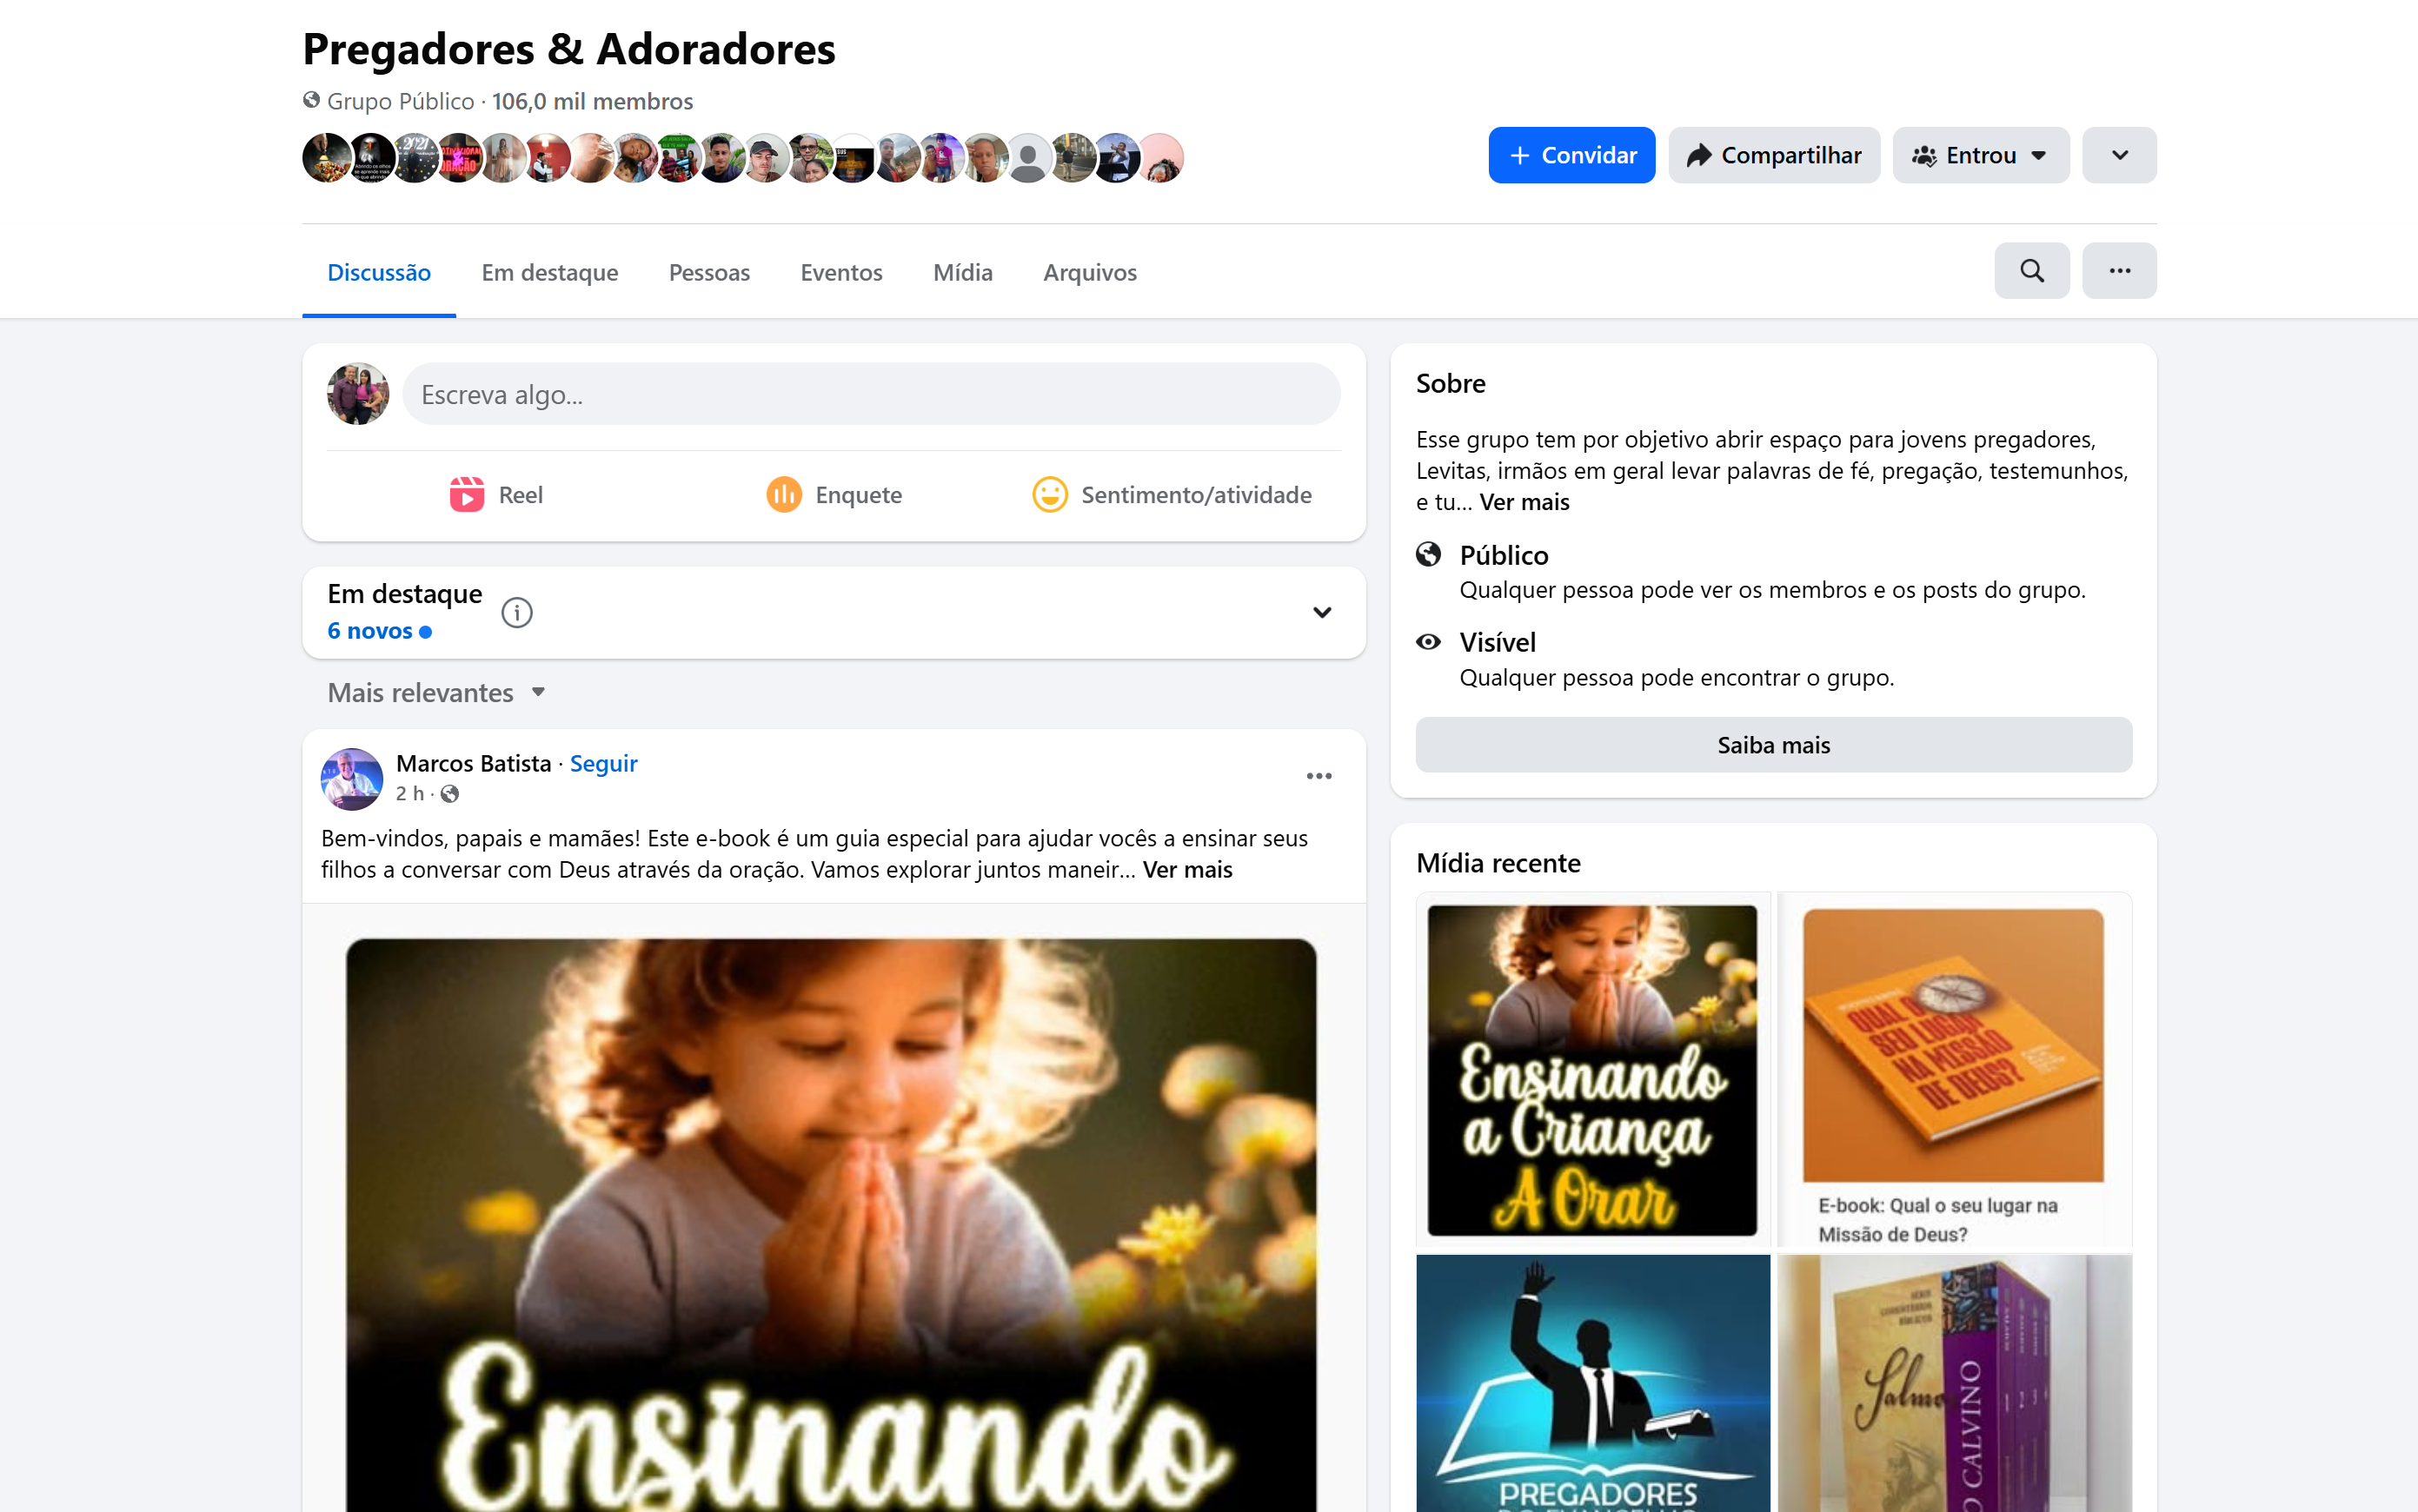 Pregadores & Adoradores
Grupo Público · 106,0 mil membros
Convidar
Compartilhar
Entrou
Discussão
Em destaque
Pessoas
Eventos
Mídia
Arquivos
Escreva algo...
Reel
Enquete
Sentimento/atividade
Em destaque
6 novos
Mais relevantes
Marcos Batista · Seguir
2 h ·
Bem-vindos, papais e mamães! Este e-book é um guia especial para ajudar vocês a ensinar seus
filhos a conversar com Deus através da oração. Vamos explorar juntos maneir... Ver mais
Ensinando
Sobre
Esse grupo tem por objetivo abrir espaço para jovens pregadores,
Levitas, irmãos em geral levar palavras de fé, pregação, testemunhos,
e tu... Ver mais
Público
Qualquer pessoa pode ver os membros e os posts do grupo.
Visível
Qualquer pessoa pode encontrar o grupo.
Saiba mais
Mídia recente
Ensinando
a Criança
A Orar
QUAL O
SEU LUGAR
NA MISSÃO
DE DEUS?
E-book: Qual o seu lugar na
Missão de Deus?
PREGADORES
CALVINO